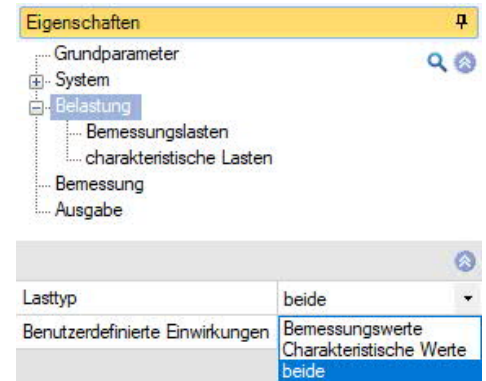 Eigenschaften
Grundparameter
System
Belastung
Bemessungslasten
charakteristische Lasten
Bemessung
Ausgabe
Lasttyp beide
Benutzerdefinierte Einwirkungen
Bemessungswerte
Charakteristische Werte
beide